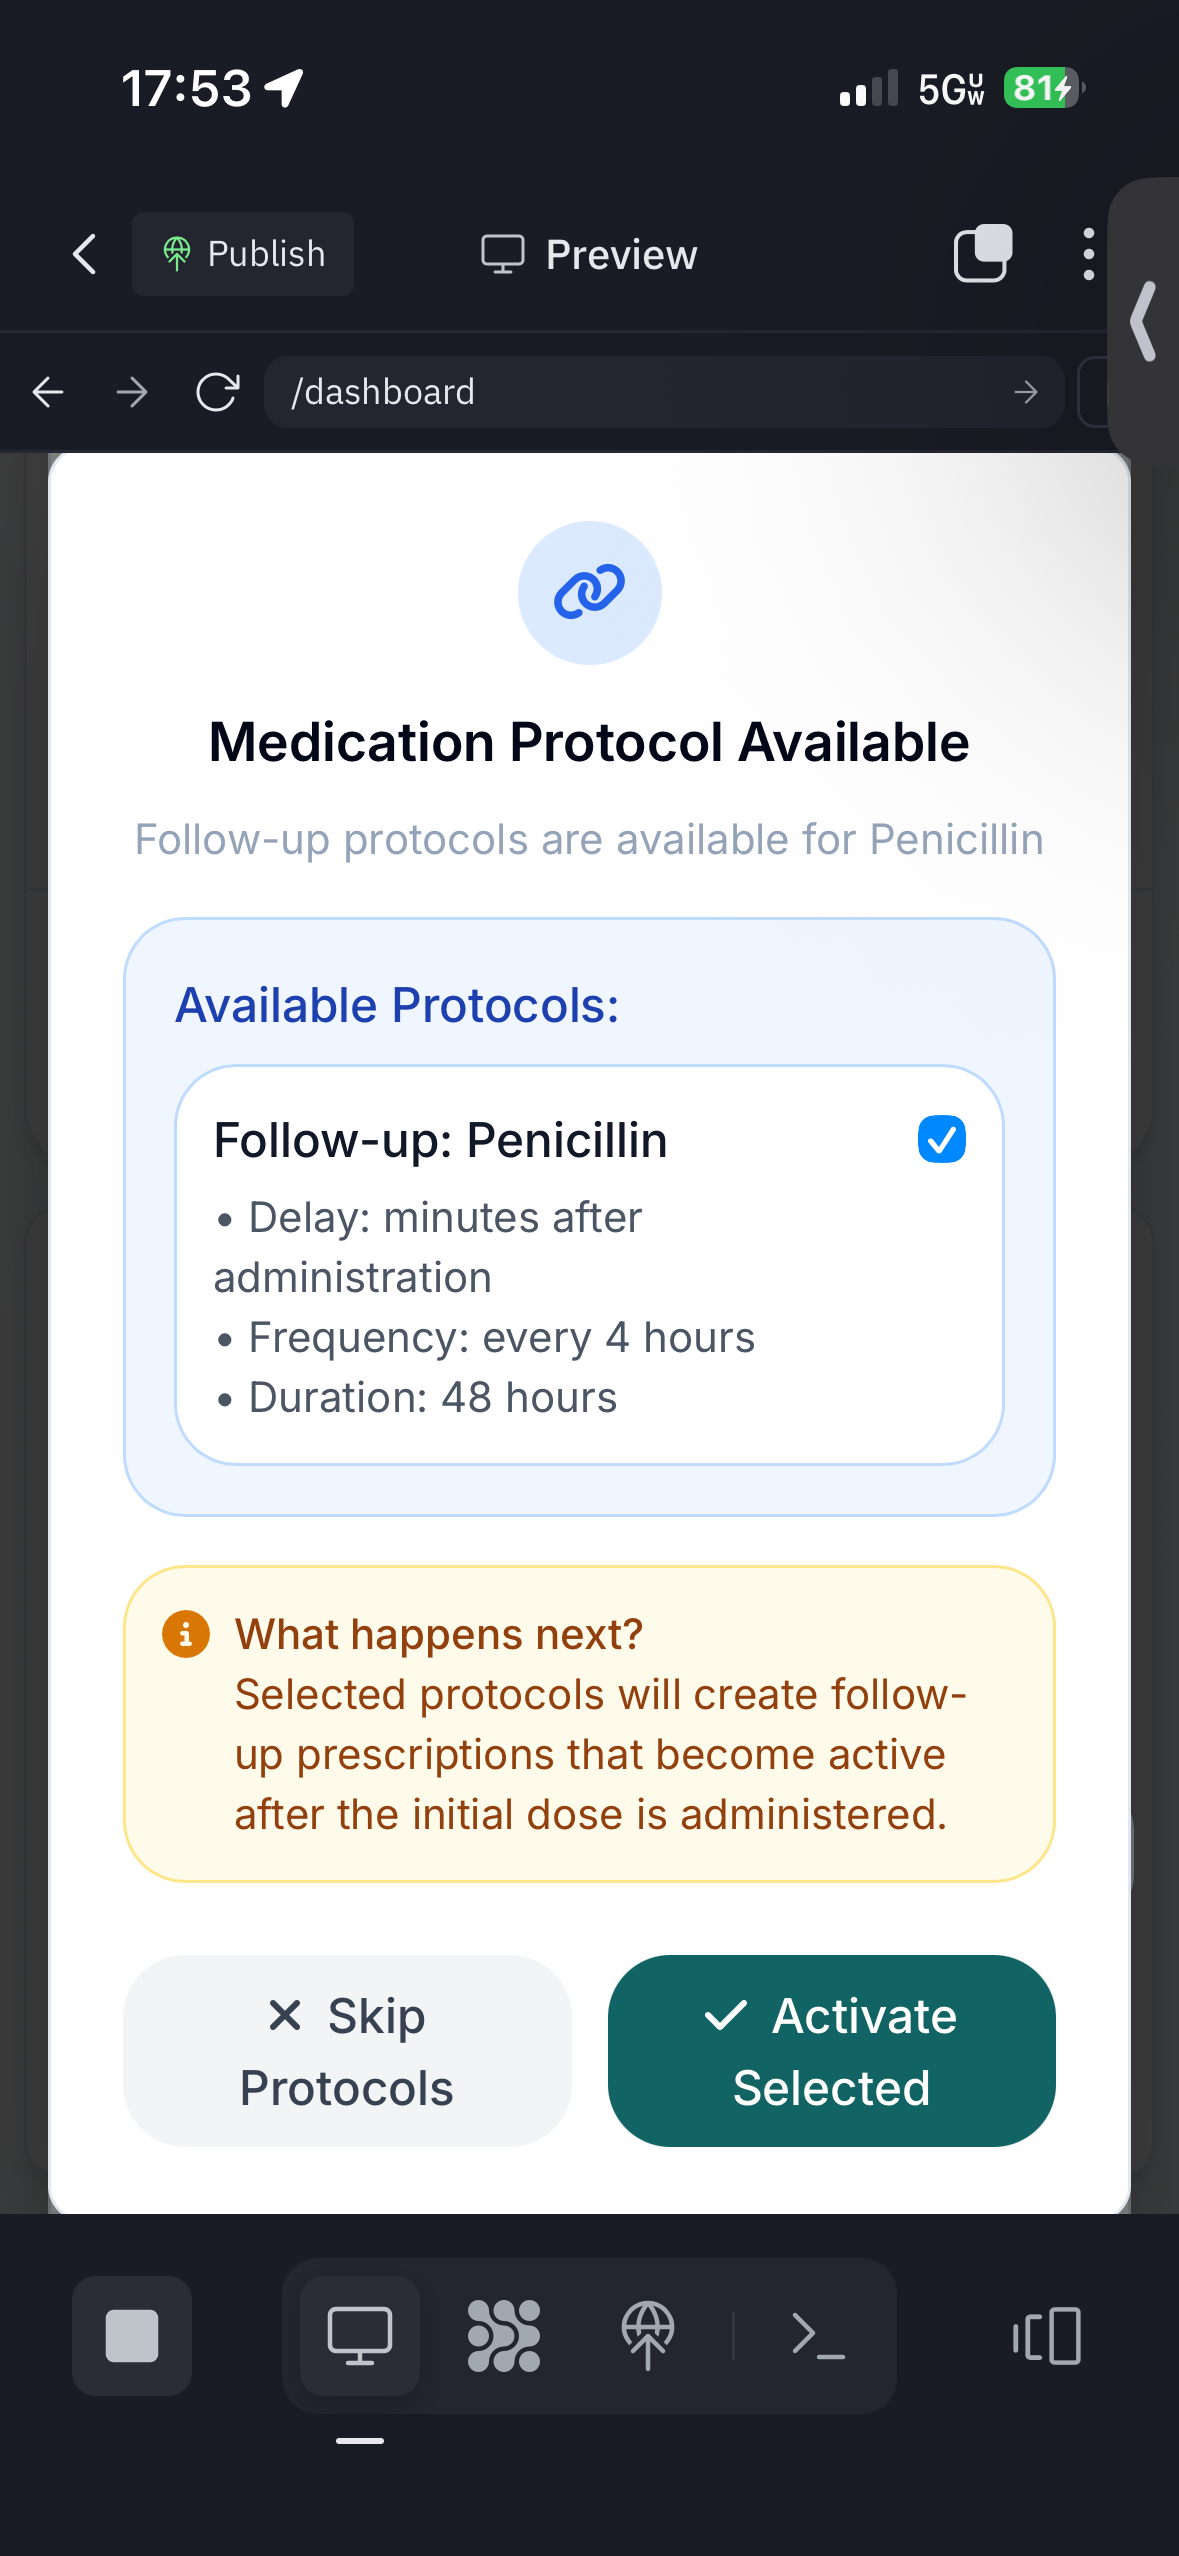 17:53
5G UW
81
Publish
Preview
/dashboard
Medication Protocol Available
Follow-up protocols are available for Penicillin
Available Protocols:
Follow-up: Penicillin
• Delay: minutes after
administration
• Frequency: every 4 hours
• Duration: 48 hours
What happens next?
Selected protocols will create follow-
up prescriptions that become active
after the initial dose is administered.
Skip
Protocols
Activate
Selected